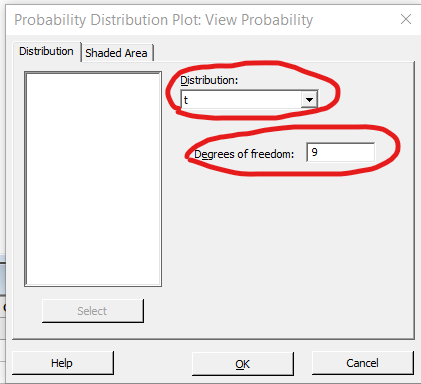 Probability Distribution Plot: View Probability
Distribution
Shaded Area
Distribution:
t
Degrees of freedom: 9
Select
Help
OK
Cancel